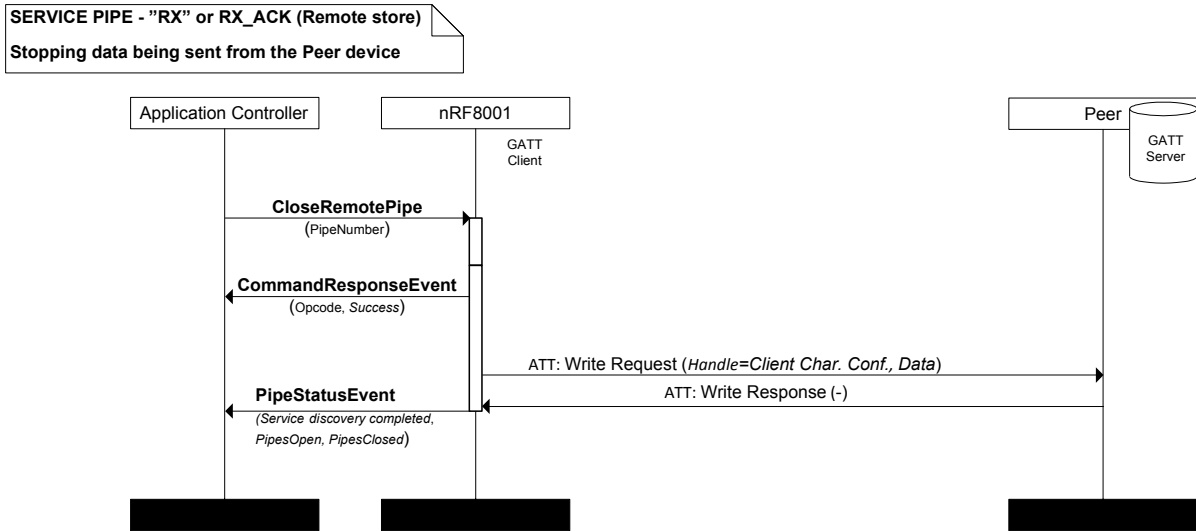 SERVICE PIPE - ”RX” or RX_ACK (Remote store)
Stopping data being sent from the Peer device
Application Controller
nRF8001
Peer
GATT
Client
GATT
Server
CloseRemotePipe
(PipeNumber)
CommandResponseEvent
(Opcode, Success)
ATT: Write Request (Handle=Client Char. Conf., Data)
ATT: Write Response (-)
PipeStatusEvent
(Service discovery completed,
PipesOpen, PipesClosed)